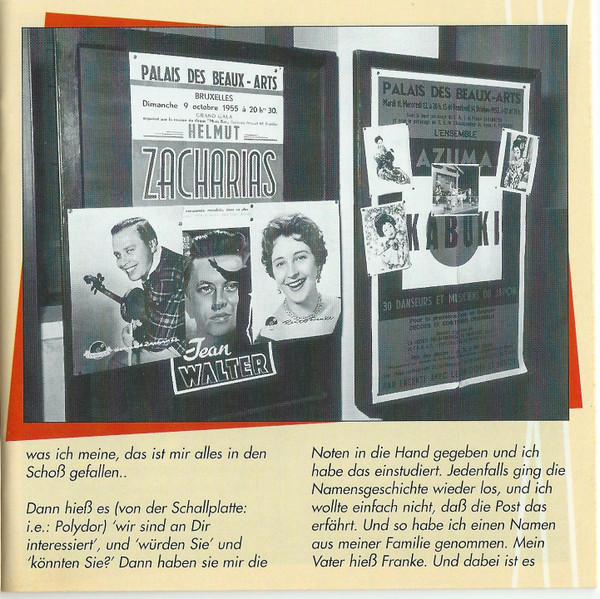 PALAIS DES BEAUX-ARTS
BRUXELLES
Dimanche 9 octobre 1955 à 20 h 30.
GRAND GALA
HELMUT
ZACHARIAS
Jean
WALTER
PALAIS DES BEAUX-ARTS
L'ENSEMBLE
AZUMA
KABUKI
30 DANSEURS ET MUSICIENS DU JAPON
was ich meine, das ist mir alles in den
Schoß gefallen..
Dann hieß es (von der Schallplatte:
i.e.: Polydor) ‘wir sind an Dir
interessiert’, und ‘würden Sie’ und
‘könnten Sie?’ Dann haben sie mir die
Noten in die Hand gegeben und ich
habe das einstudiert. Jedenfalls ging die
Namensgeschichte wieder los, und ich
wollte einfach nicht, daß die Post das
erfährt. Und so habe ich einen Namen
aus meiner Familie genommen. Mein
Vater hieß Franke. Und dabei ist es